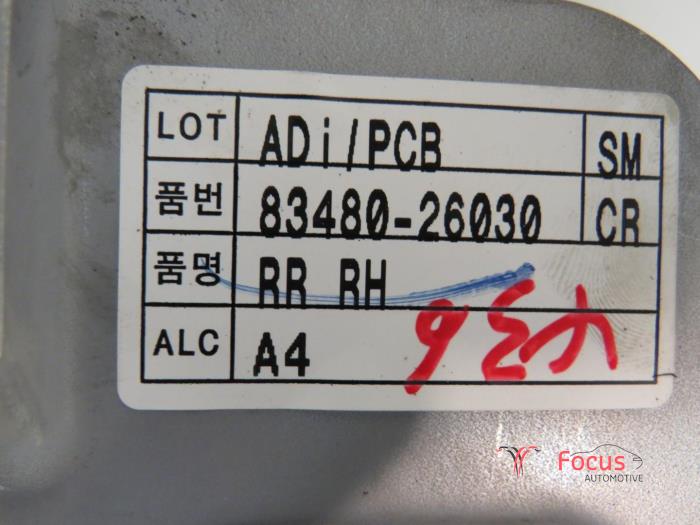 LOT ADi/PCB SM
품번 83480-26030 CR
품명 RR RH
ALC A4
Focus
AUTOMOTIVE